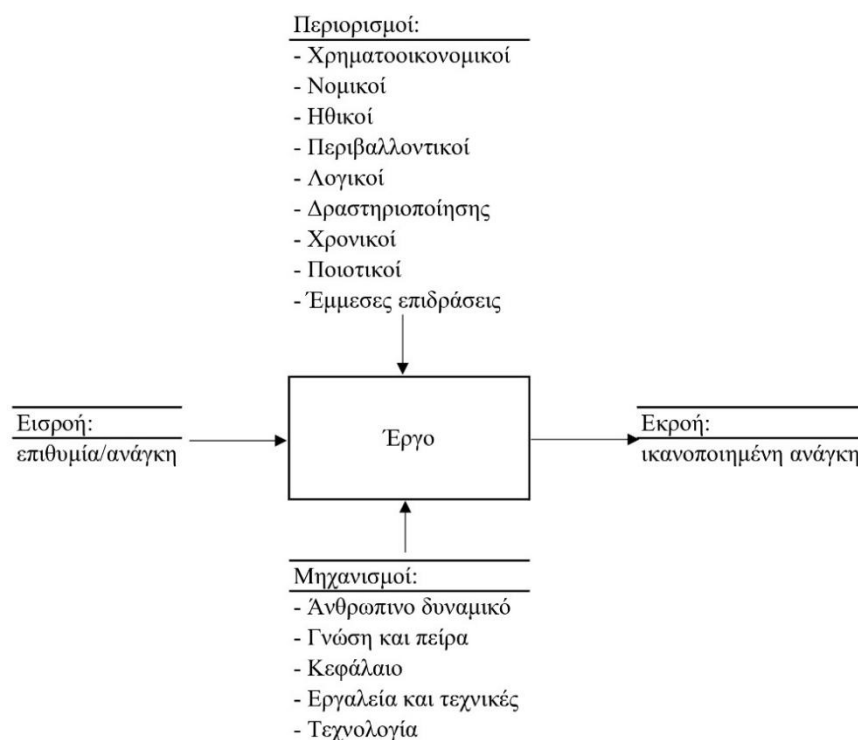 Περιορισμοί:
- Χρηματοοικονομικοί
- Νομικοί
- Ηθικοί
- Περιβαλλοντικοί
- Λογικοί
- Δραστηριοποίησης
- Χρονικοί
- Ποιοτικοί
- Έμμεσες επιδράσεις
Εισροή:
επιθυμία/ανάγκη
Έργο
Εκροή:
ικανοποιημένη ανάγκη
Μηχανισμοί:
- Άνθρωπινο δυναμικό
- Γνώση και πείρα
- Κεφάλαιο
- Εργαλεία και τεχνικές
- Τεχνολογία